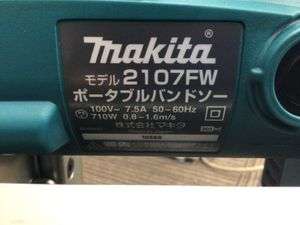 makita®
モデル 2107FW
ポータブルバンドソー
100V~ 7.5A 50-60Hz
710W 0.8-1.6m/s
株式会社マキタ